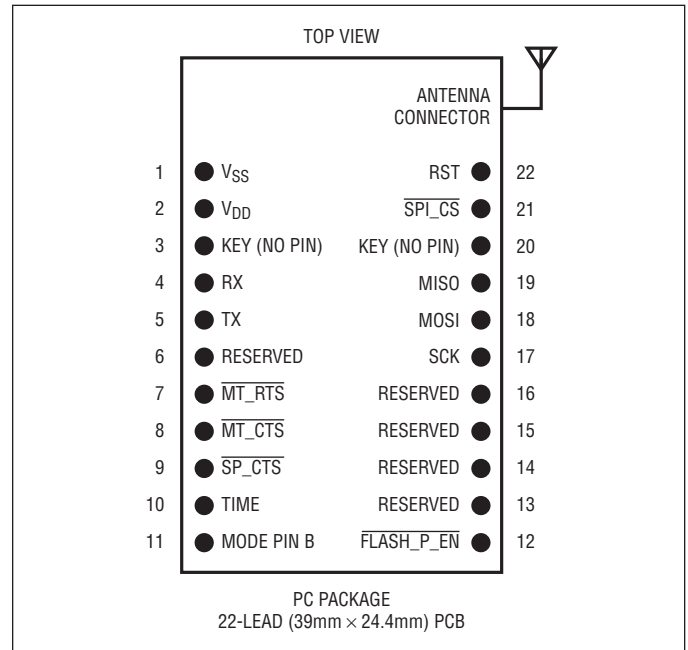 TOP VIEW
ANTENNA
CONNECTOR
1 VSS RST 22
2 VDD SPI_CS 21
3 KEY (NO PIN) KEY (NO PIN) 20
4 RX MISO 19
5 TX MOSI 18
6 RESERVED SCK 17
7 MT_RTS RESERVED 16
8 MT_CTS RESERVED 15
9 SP_CTS RESERVED 14
10 TIME RESERVED 13
11 MODE PIN B FLASH_P_EN 12
PC PACKAGE
22-LEAD (39mm × 24.4mm) PCB